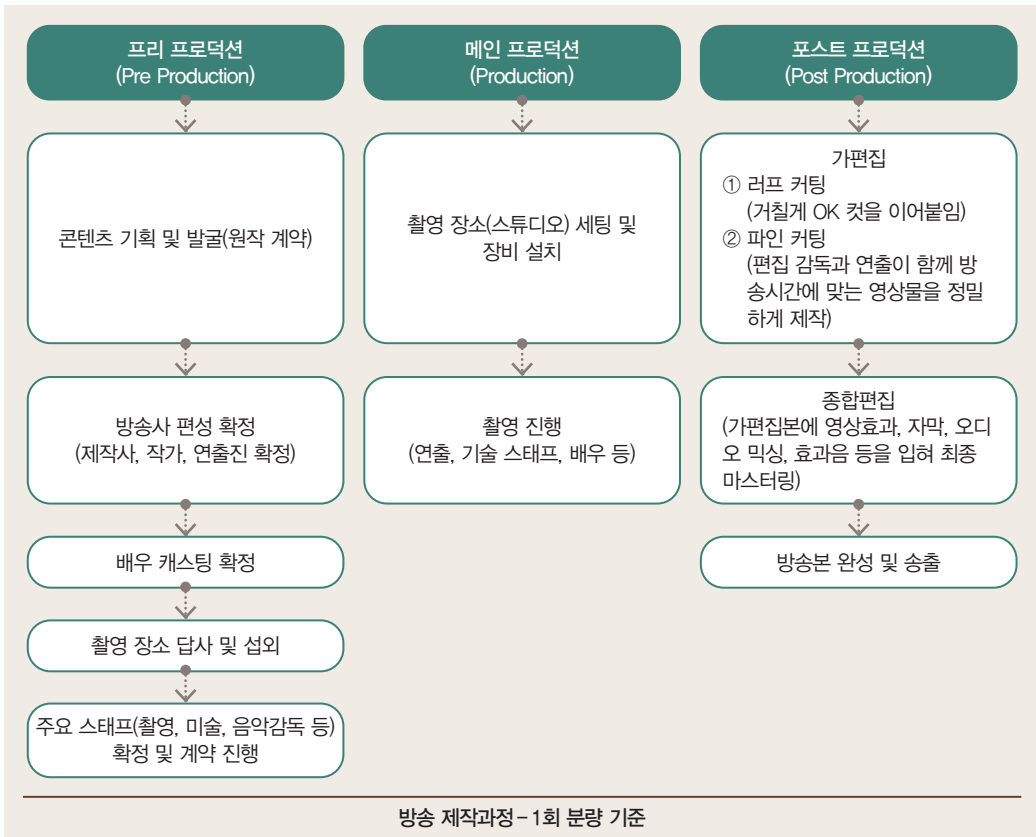 프리 프로덕션
(Pre Production)
콘텐츠 기획 및 발굴(원작 계약)
방송사 편성 확정
(제작사, 작가, 연출진 확정)
배우 캐스팅 확정
촬영 장소 답사 및 섭외
주요 스태프(촬영, 미술, 음악감독 등)
확정 및 계약 진행
메인 프로덕션
(Production)
촬영 장소(스튜디오) 세팅 및
장비 설치
촬영 진행
(연출, 기술 스태프, 배우 등)
포스트 프로덕션
(Post Production)
가편집
① 러프 커팅
(거칠게 OK 컷을 이어붙임)
② 파인 커팅
(편집 감독과 연출이 함께 방
송시간에 맞는 영상물을 정밀
하게 제작)
종합편집
(가편집본에 영상효과, 자막, 오디
오 믹싱, 효과음 등을 입혀 최종
마스터링)
방송본 완성 및 송출
방송 제작과정-1회 분량 기준